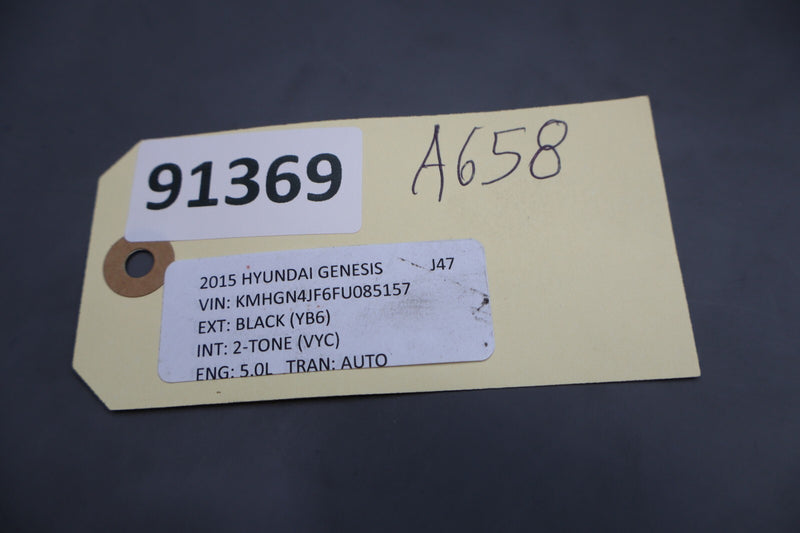 91369
A658
2015 HYUNDAI GENESIS J47
VIN: KMHGN4JF6FU085157
EXT: BLACK (YB6)
INT: 2-TONE (VYC)
ENG: 5.0L TRAN: AUTO